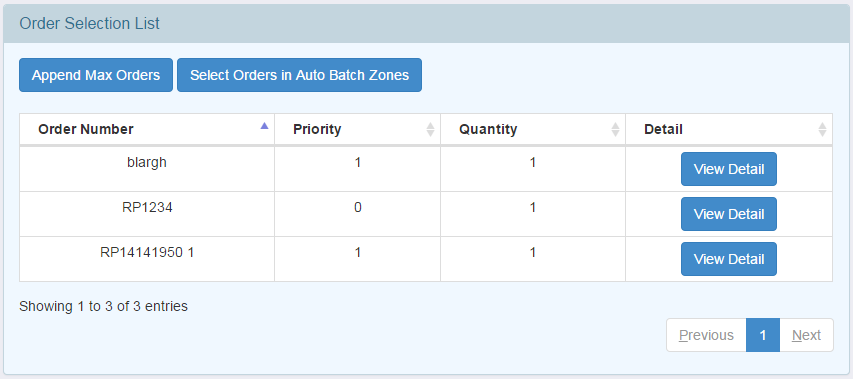 Order Selection List
Append Max Orders Select Orders in Auto Batch Zones
Order Number Priority Quantity Detail
blargh 1 1 View Detail
RP1234 0 1 View Detail
RP14141950 1 1 1 View Detail
Showing 1 to 3 of 3 entries
Previous 1 Next